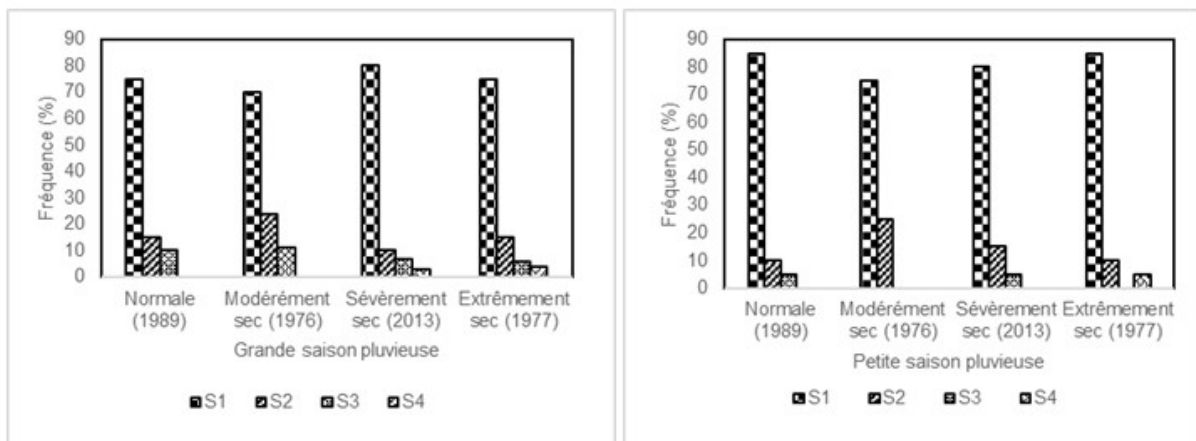 90
80
70
60
50
40
30
20
10
0
Fréquence (%)
Normale Modérément Sévèrement Extrêmement
(1989) sec (1976) sec (2013) sec (1977)
Grande saison pluvieuse
S1 S2 S3 S4
90
80
70
60
50
40
30
20
10
0
Fréquence (%)
Normale Modérément Sévèrement Extrêmement
(1989) sec (1976) sec (2013) sec (1977)
Petite saison pluvieuse
S1 S2 S3 S4